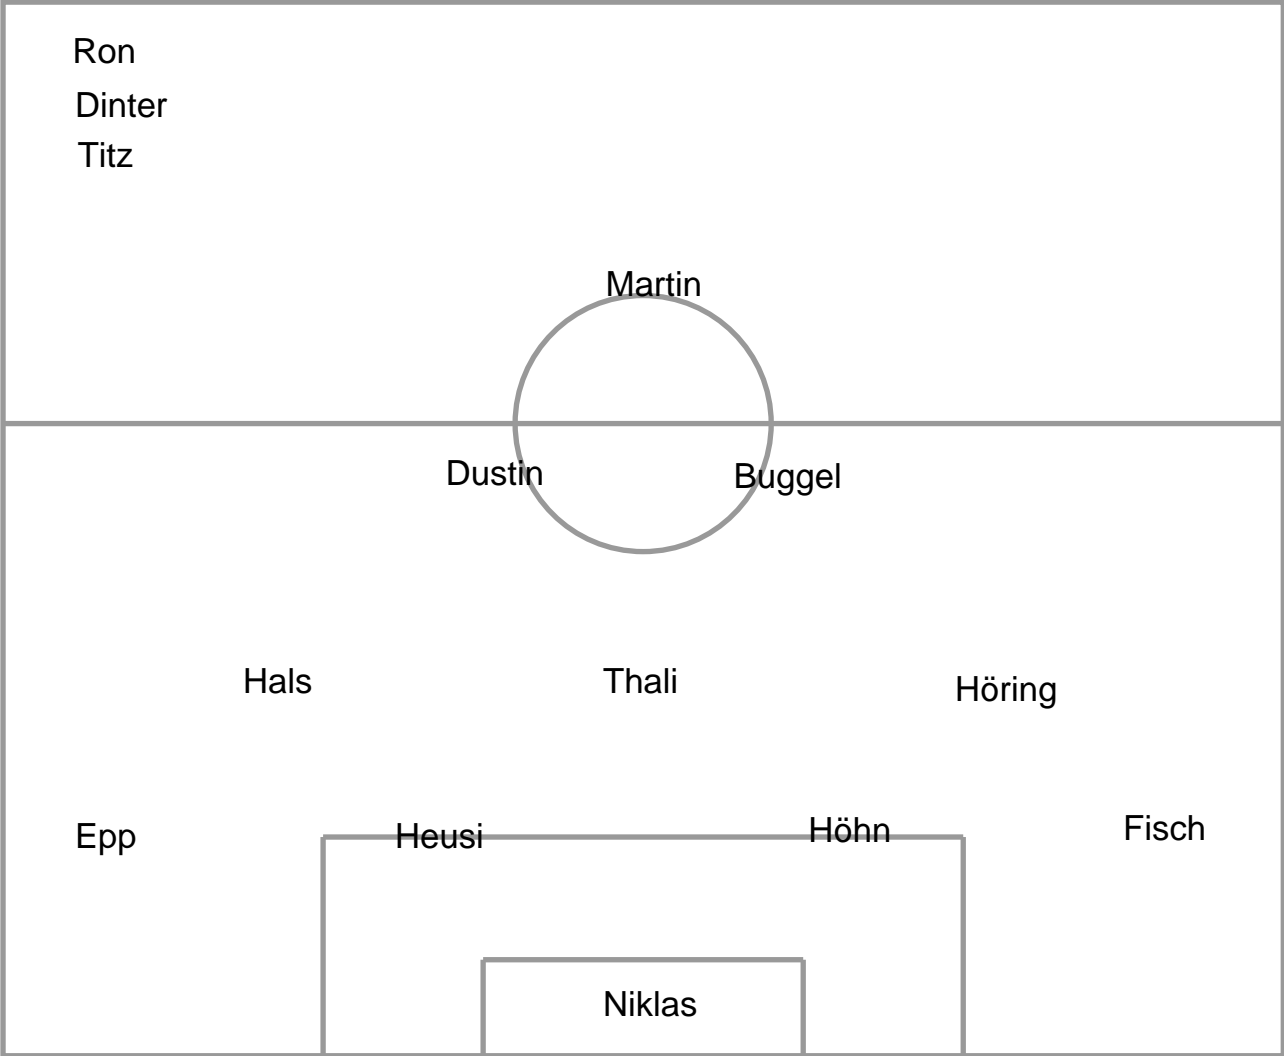 Ron
Dinter
Titz
Martin
Dustin Buggel
Hals Thali Höring
Epp Heusi Höhn Fisch
Niklas